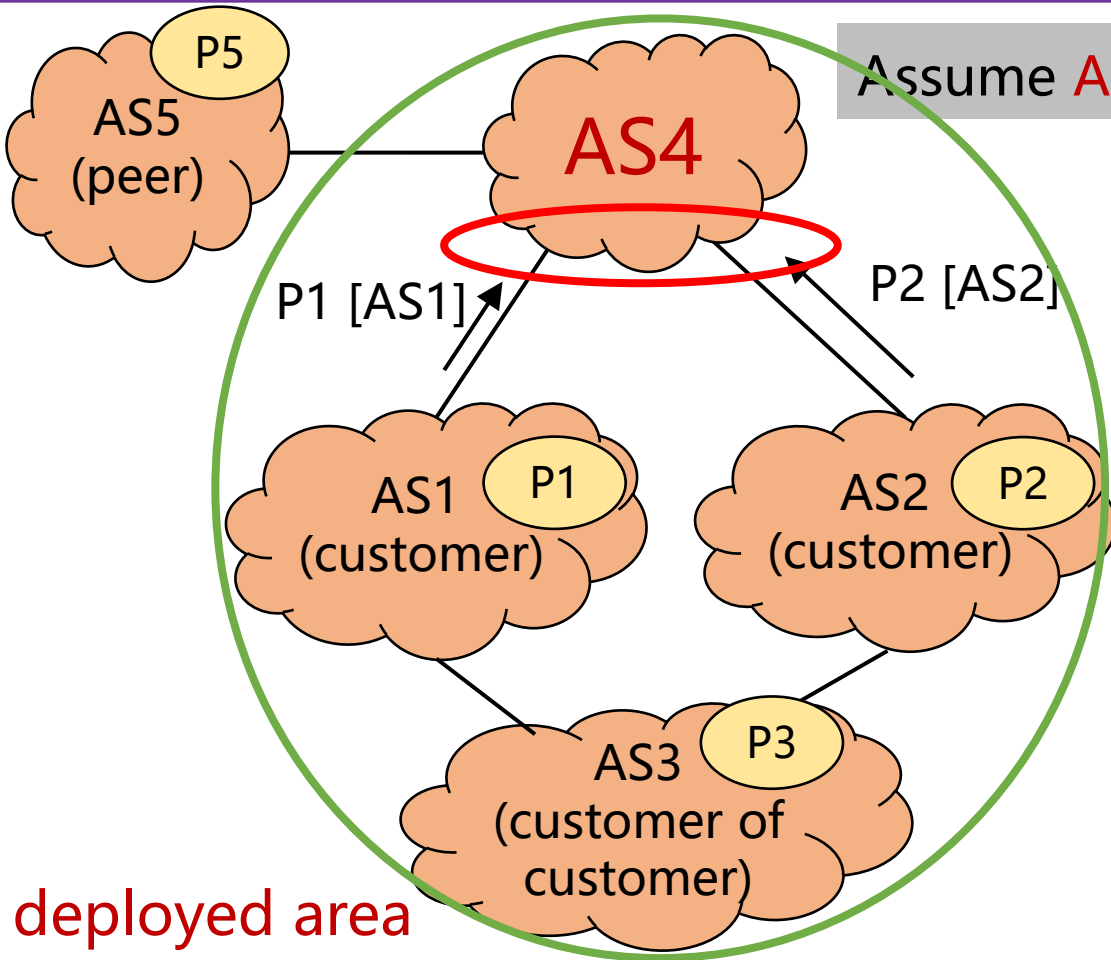 P5
AS5
(peer)
AS4
Assume A
P1 [AS1]
P2 [AS2]
AS1
(customer)
P1
AS2
(customer)
P2
AS3
(customer of
customer)
P3
deployed area